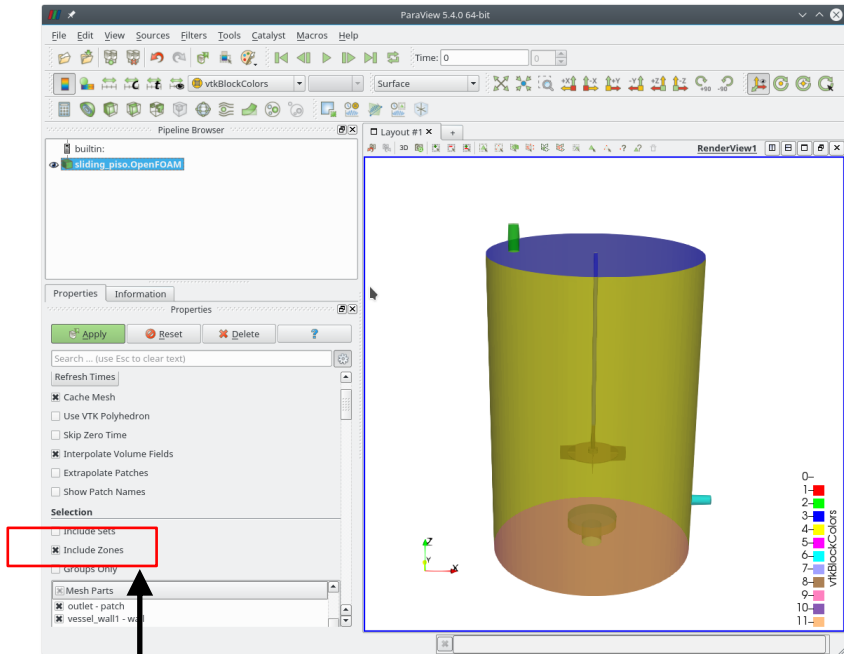 ParaView 5.4.0 64-bit
File Edit View Sources Filters Tools Catalyst Macros Help
Time: 0 0
vtkBlockColors Surface +X -X +Y -Y +Z -Z +90 -90
Pipeline Browser
Layout #1 × +
builtin:
3D RenderView1
sliding_piso.OpenFOAM
Properties Information
Properties
Apply Reset Delete ?
Search ... (use Esc to clear text)
Refresh Times
Cache Mesh
Use VTK Polyhedron
Skip Zero Time
Interpolate Volume Fields
Extrapolate Patches
Show Patch Names
Selection
Include Sets
Include Zones
Groups Only
Mesh Parts
outlet - patch
vessel_wall1 - wall
Z
Y
X
0
1
2
3
4
5
6
7
8
9
10
11
vtkBlockColors